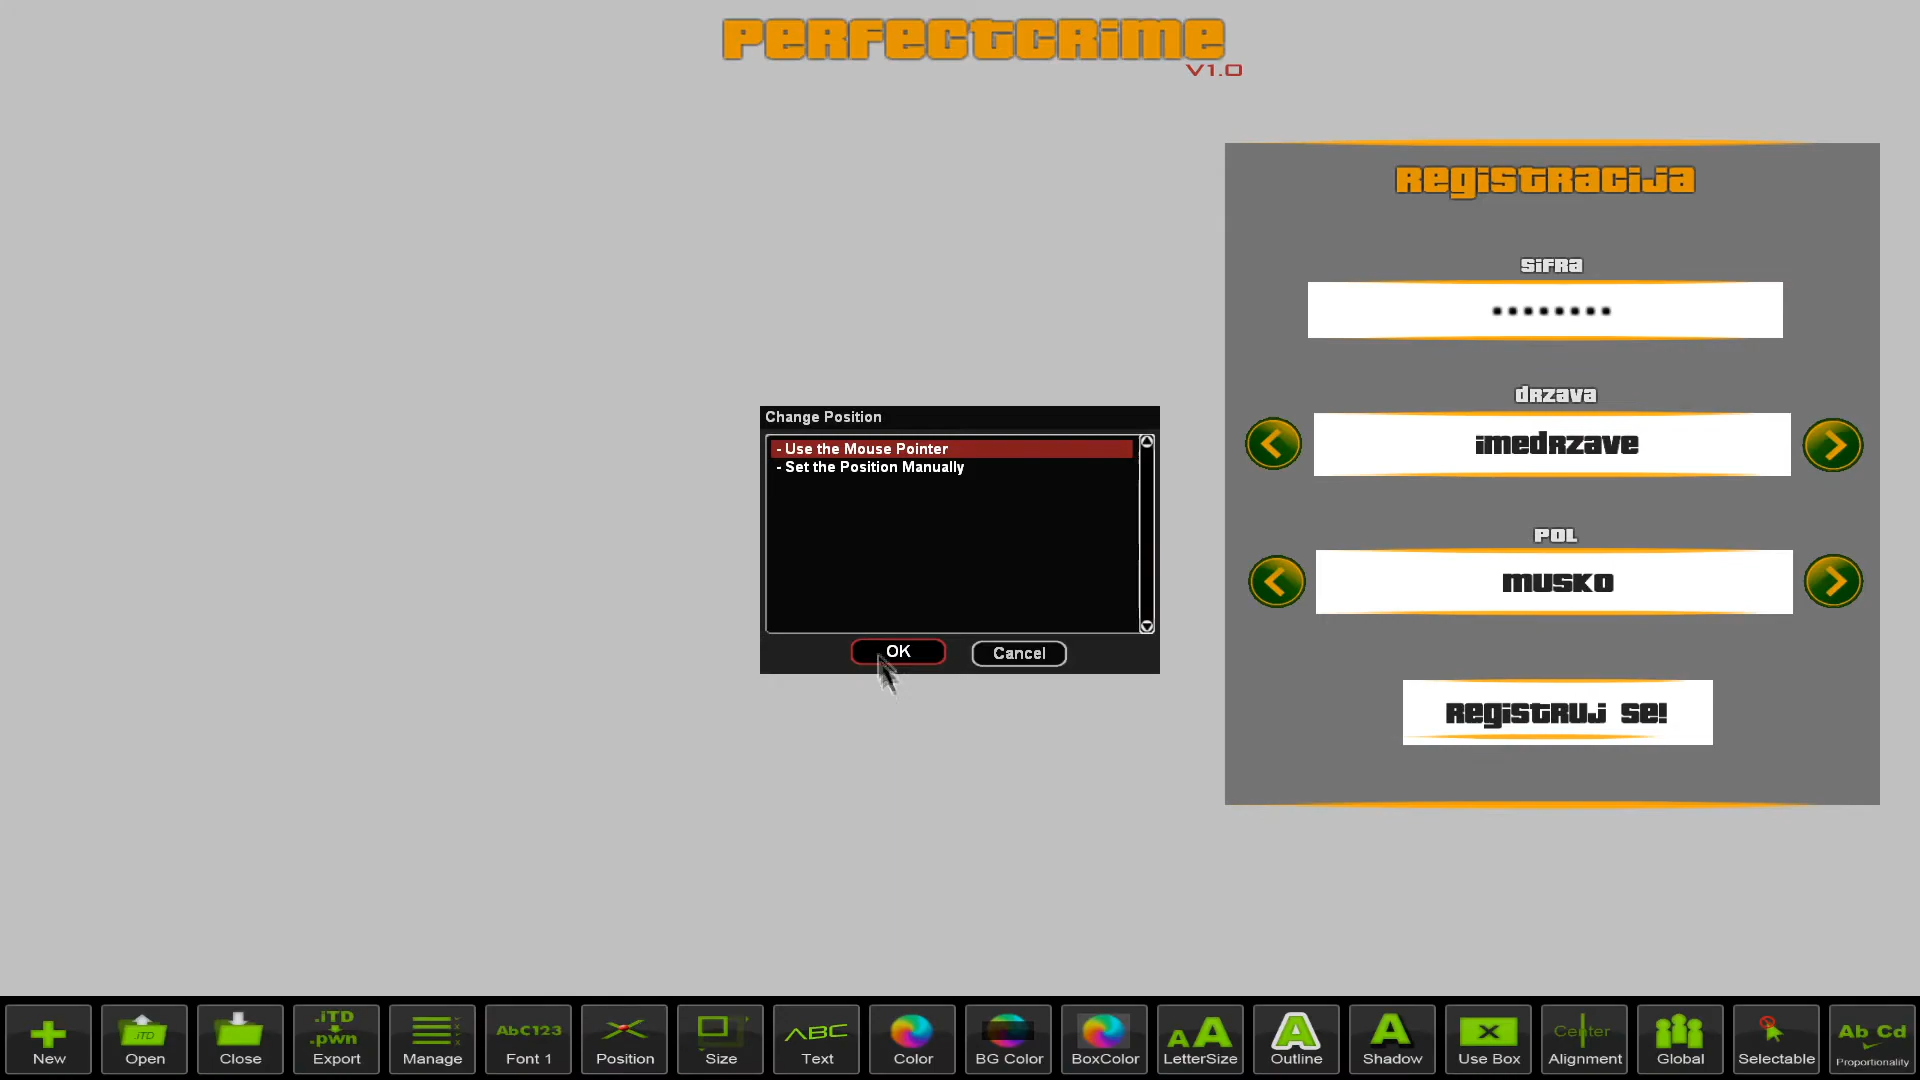 PERFECTCRIME
V1.0
Registracija
Sifra
Drzava
imeDrzave
Pol
Musko
Registruj se!
Change Position
- Use the Mouse Pointer
- Set the Position Manually
OK
Cancel
New
.iTD
Open
Close
.iTD
.pwn
Export
Manage
AbC123
Font 1
Position
Size
ABC
Text
Color
BG Color
BoxColor
AA
LetterSize
A
Outline
A
Shadow
X
Use Box
Center
Alignment
Global
Selectable
Ab Cd
Proportionality